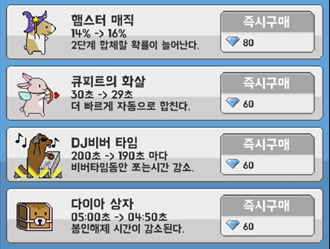 햄스터 매직
14% -> 16%
2단계 합체할 확률이 늘어난다.
즉시구매
80
큐피트의 화살
30초 -> 29초
더 빠르게 자동으로 합친다.
즉시구매
60
DJ비버 타임
200초 -> 190초 마다
비버타임동안 쪼는시간 감소.
즉시구매
60
다이아 상자
05:00초 -> 04:50초
봉인해제 시간이 감소된다.
즉시구매
60